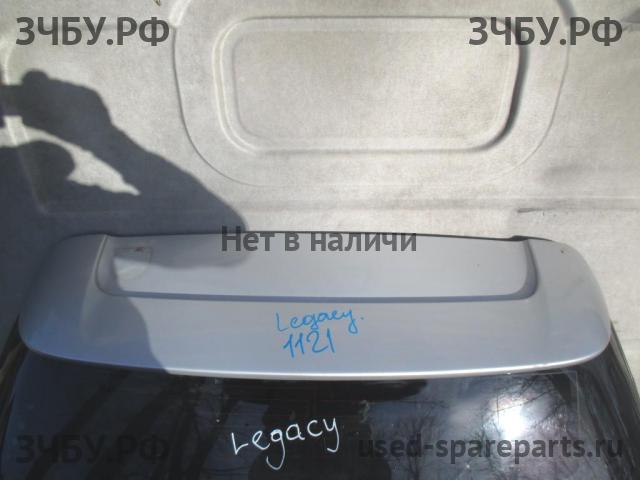 ЗЧБУ.РФ ЗЧБУ.РФ
Нет в наличи
Legacy.
1121
Legacy
ЗЧБУ.РФ used-spareparts.ru